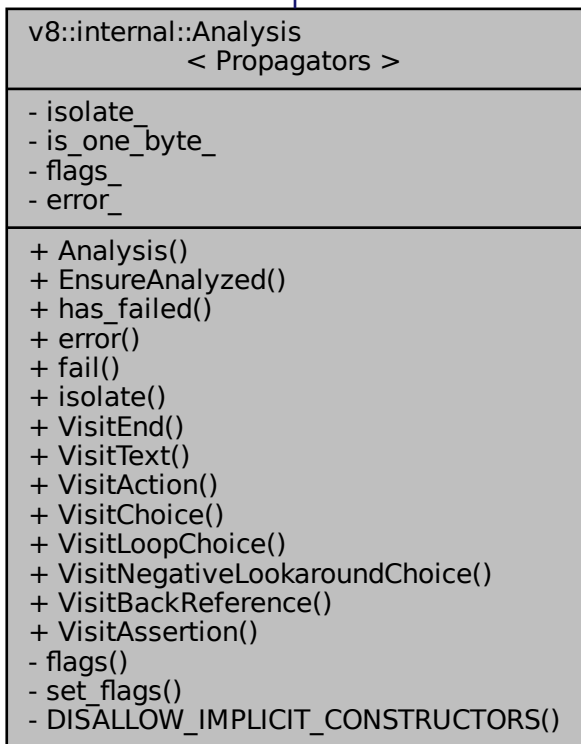 v8::internal::Analysis
< Propagators >
- isolate_
- is_one_byte_
- flags_
- error_
+ Analysis()
+ EnsureAnalyzed()
+ has_failed()
+ error()
+ fail()
+ isolate()
+ VisitEnd()
+ VisitText()
+ VisitAction()
+ VisitChoice()
+ VisitLoopChoice()
+ VisitNegativeLookaroundChoice()
+ VisitBackReference()
+ VisitAssertion()
- flags()
- set_flags()
- DISALLOW_IMPLICIT_CONSTRUCTORS()